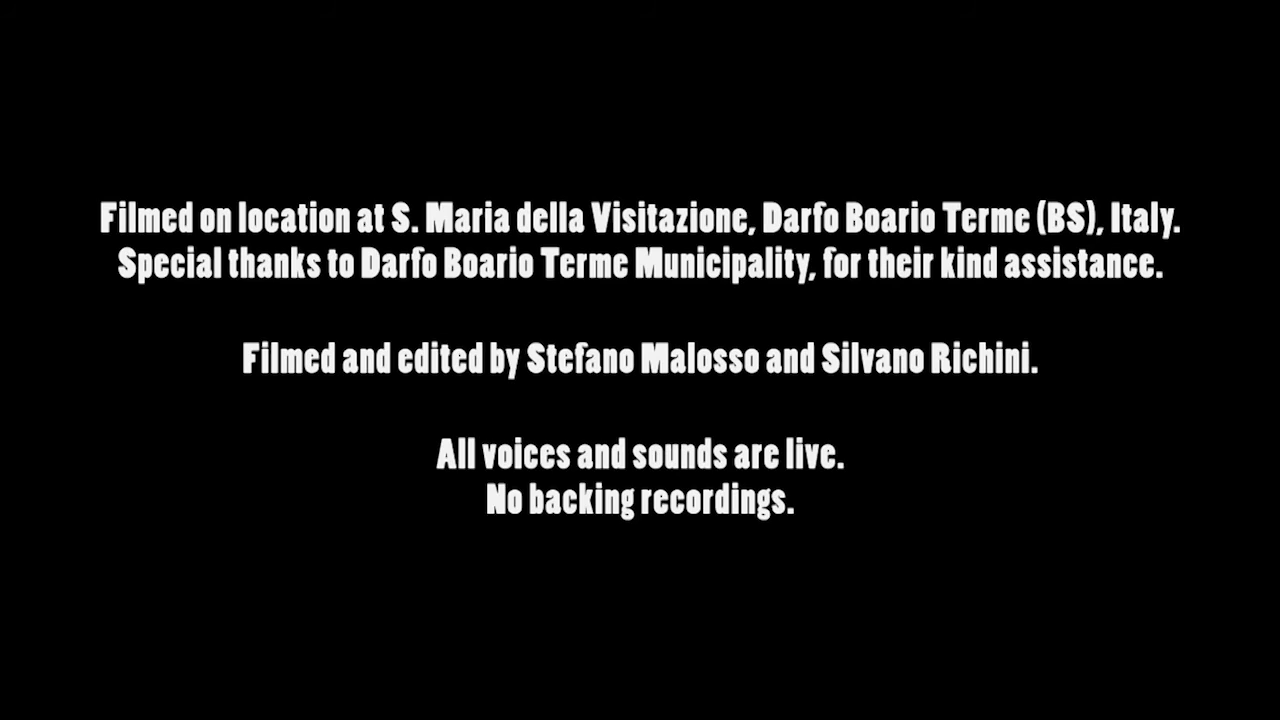 Filmed on location at S. Maria della Visitazione, Darfo Boario Terme (BS), Italy.
Special thanks to Darfo Boario Terme Municipality, for their kind assistance.
Filmed and edited by Stefano Malosso and Silvano Richini.
All voices and sounds are live.
No backing recordings.